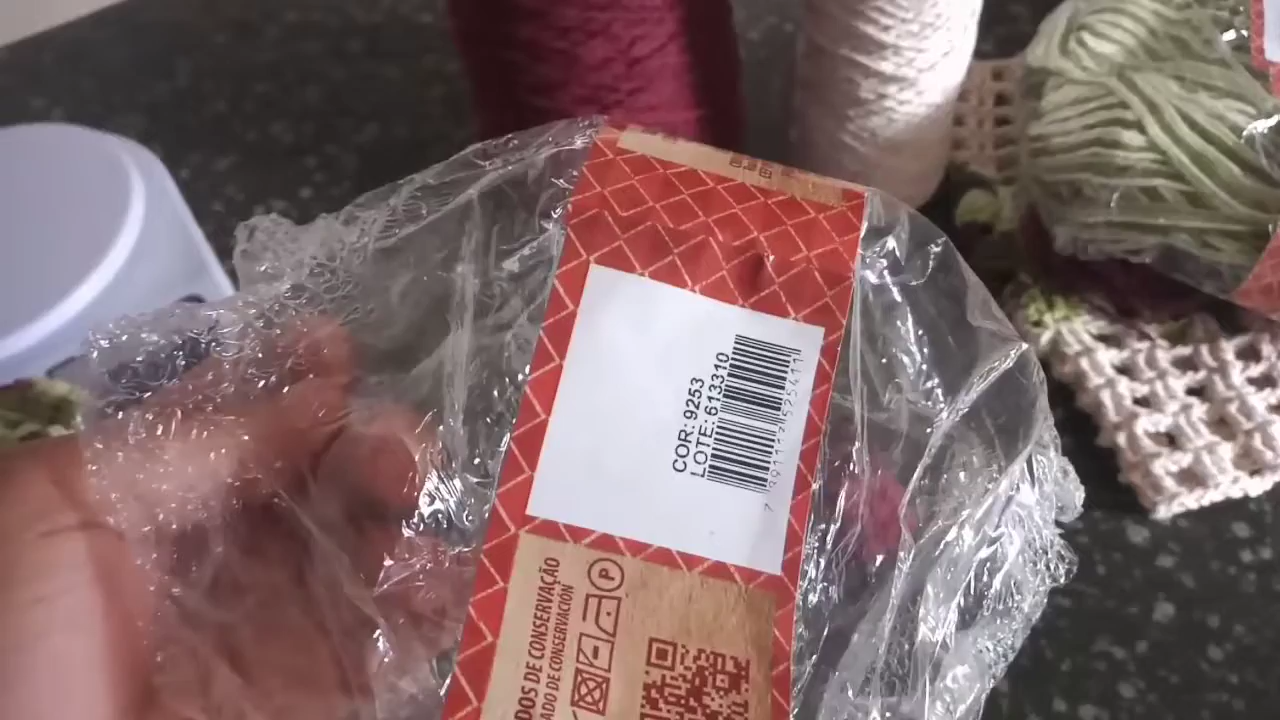 COR: 9253
LOTE: 613310
DOS DE CONSERVAÇÃO
ADO DE CONSERVACIÓN
P